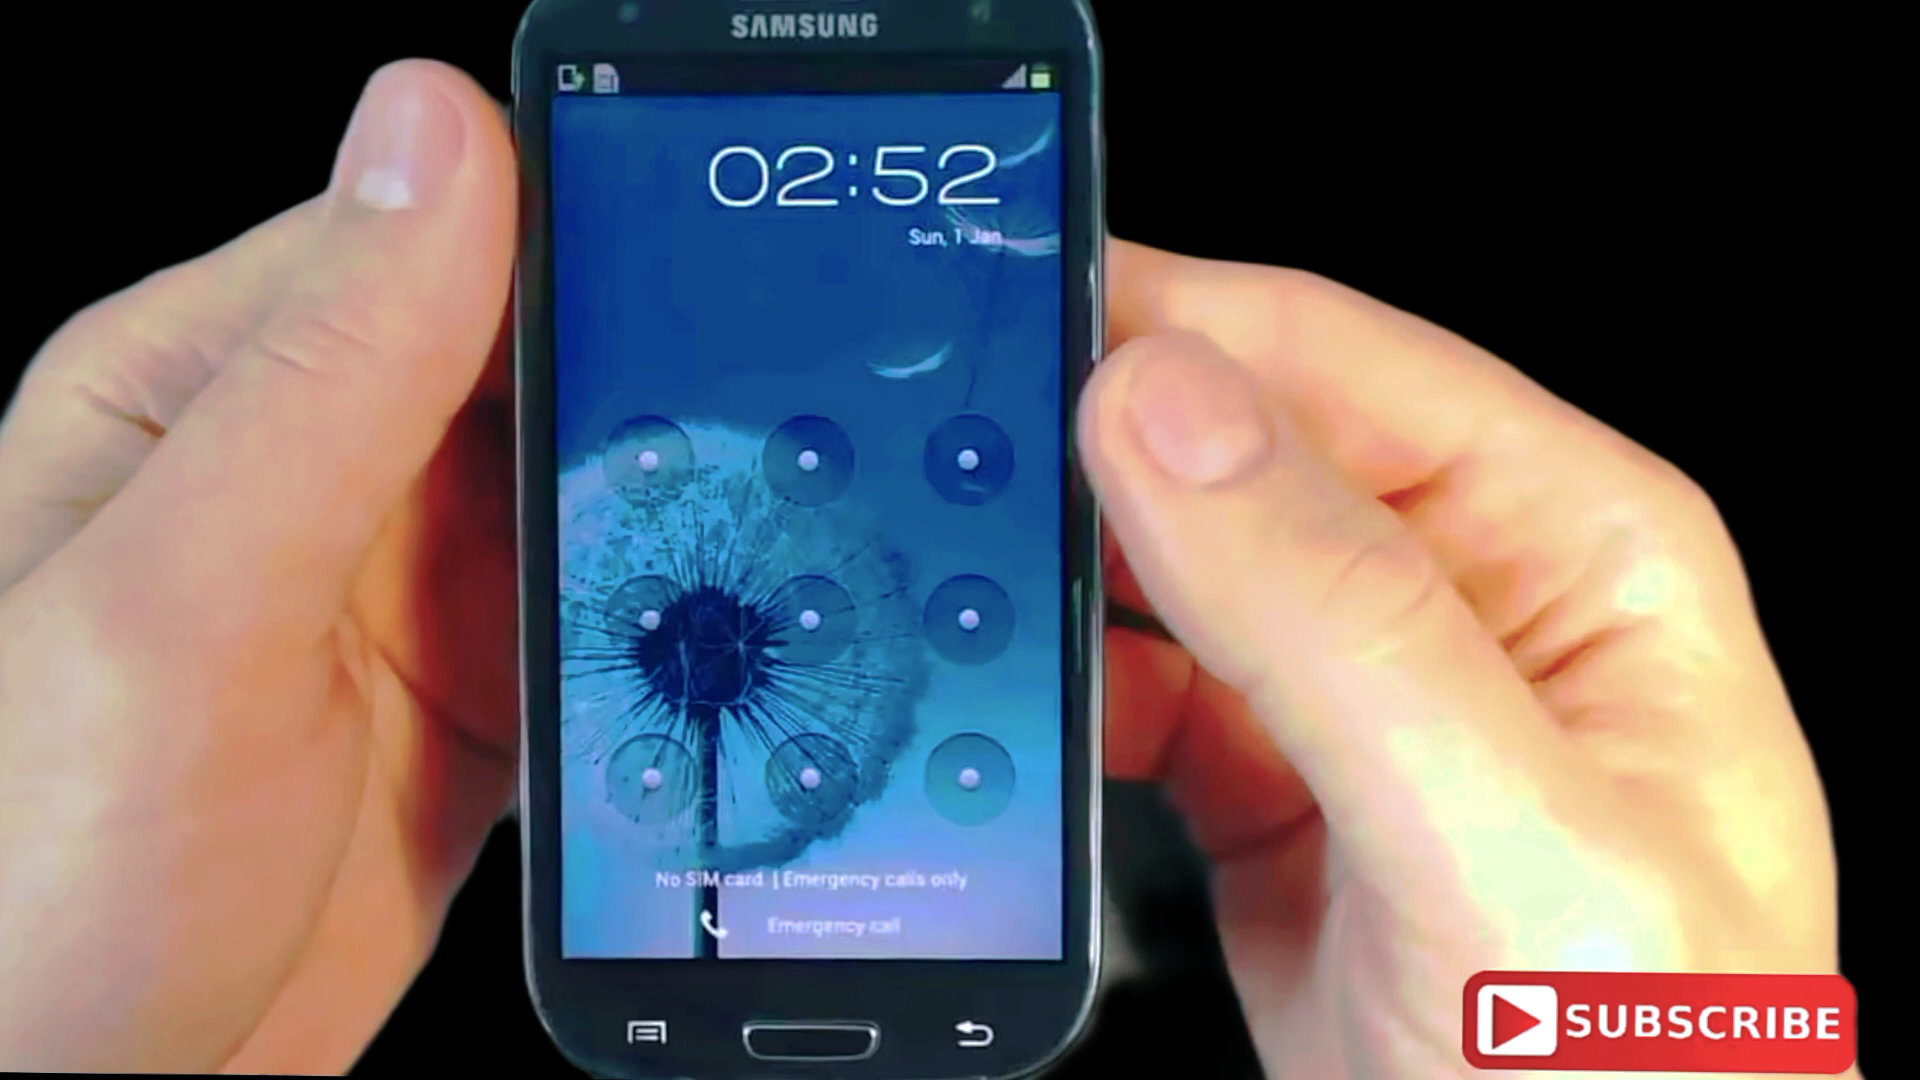 SAMSUNG
02:52
Sun, 1 Jan
No SIM card | Emergency calls only
Emergency call
SUBSCRIBE